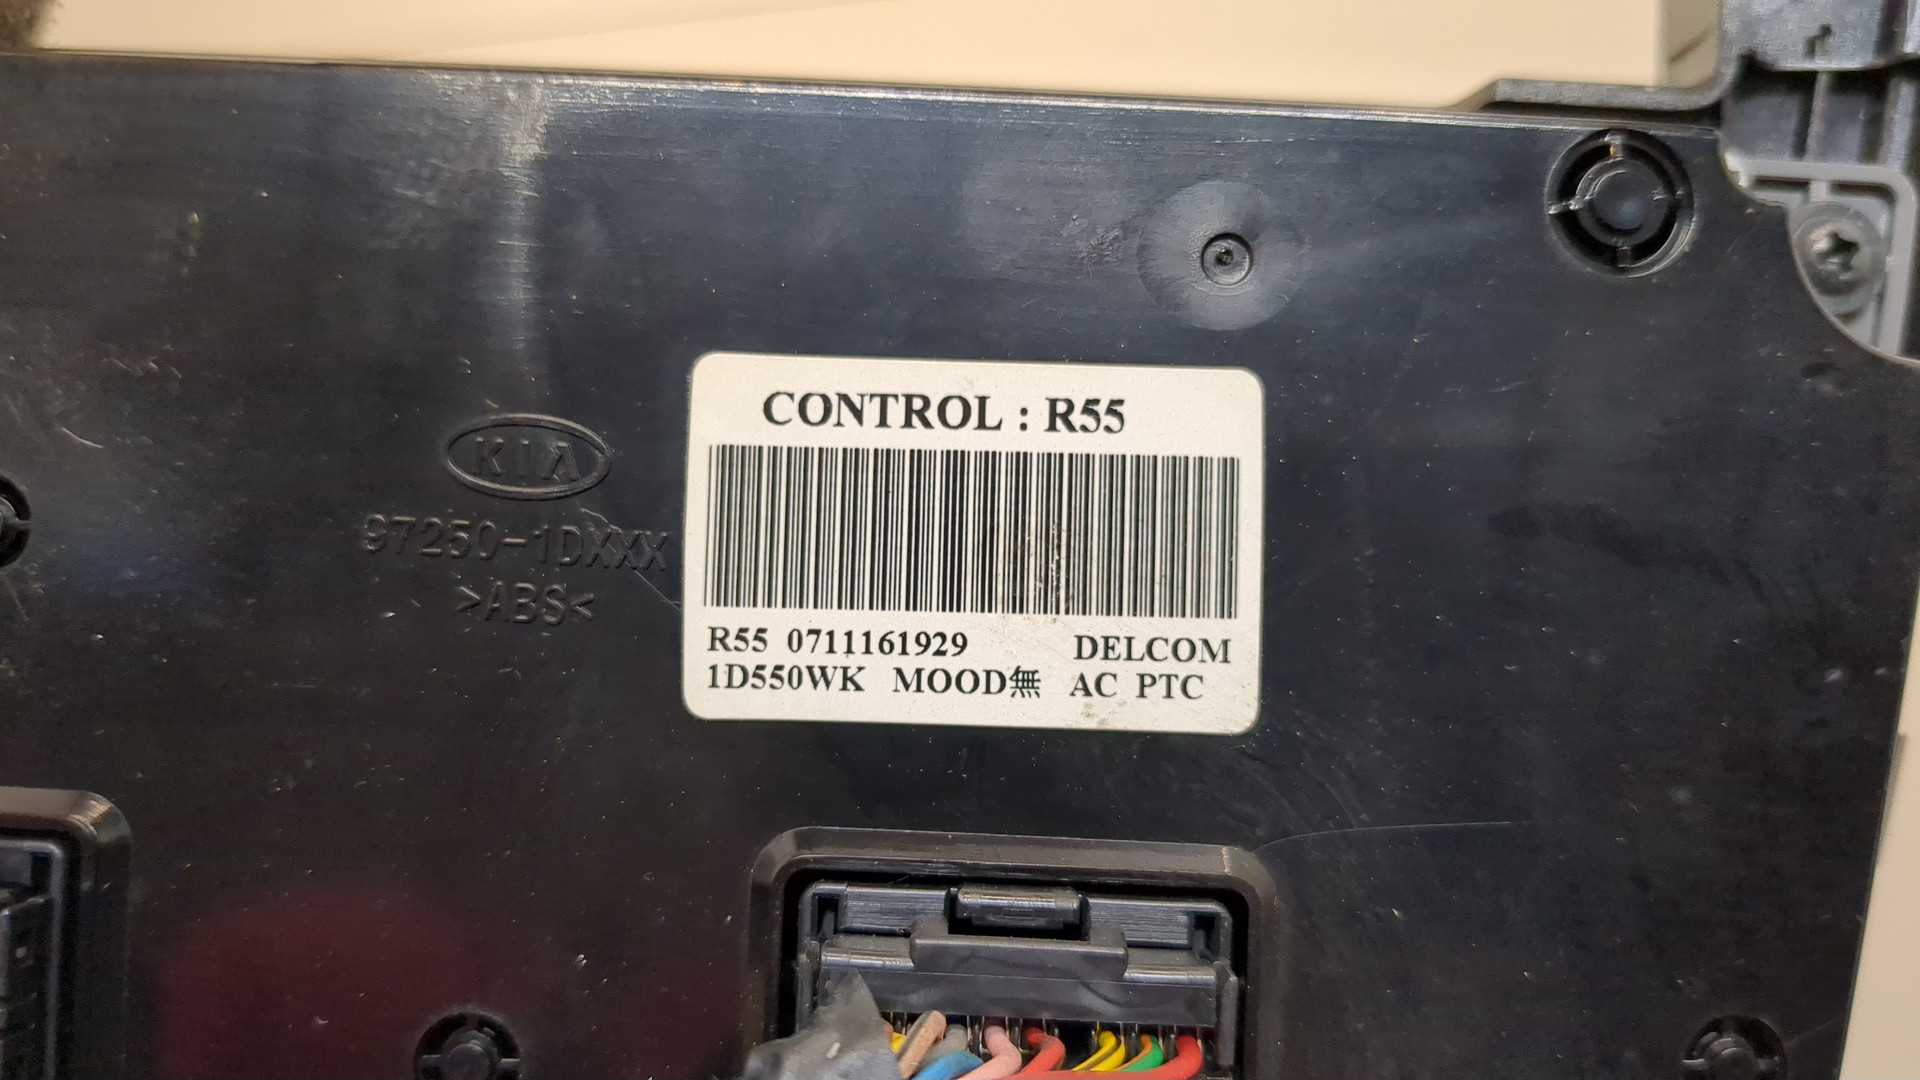 KIA
97250-1DXXX
>ABS<
CONTROL : R55
R55 0711161929 DELCOM
1D550WK MOOD無 AC PTC